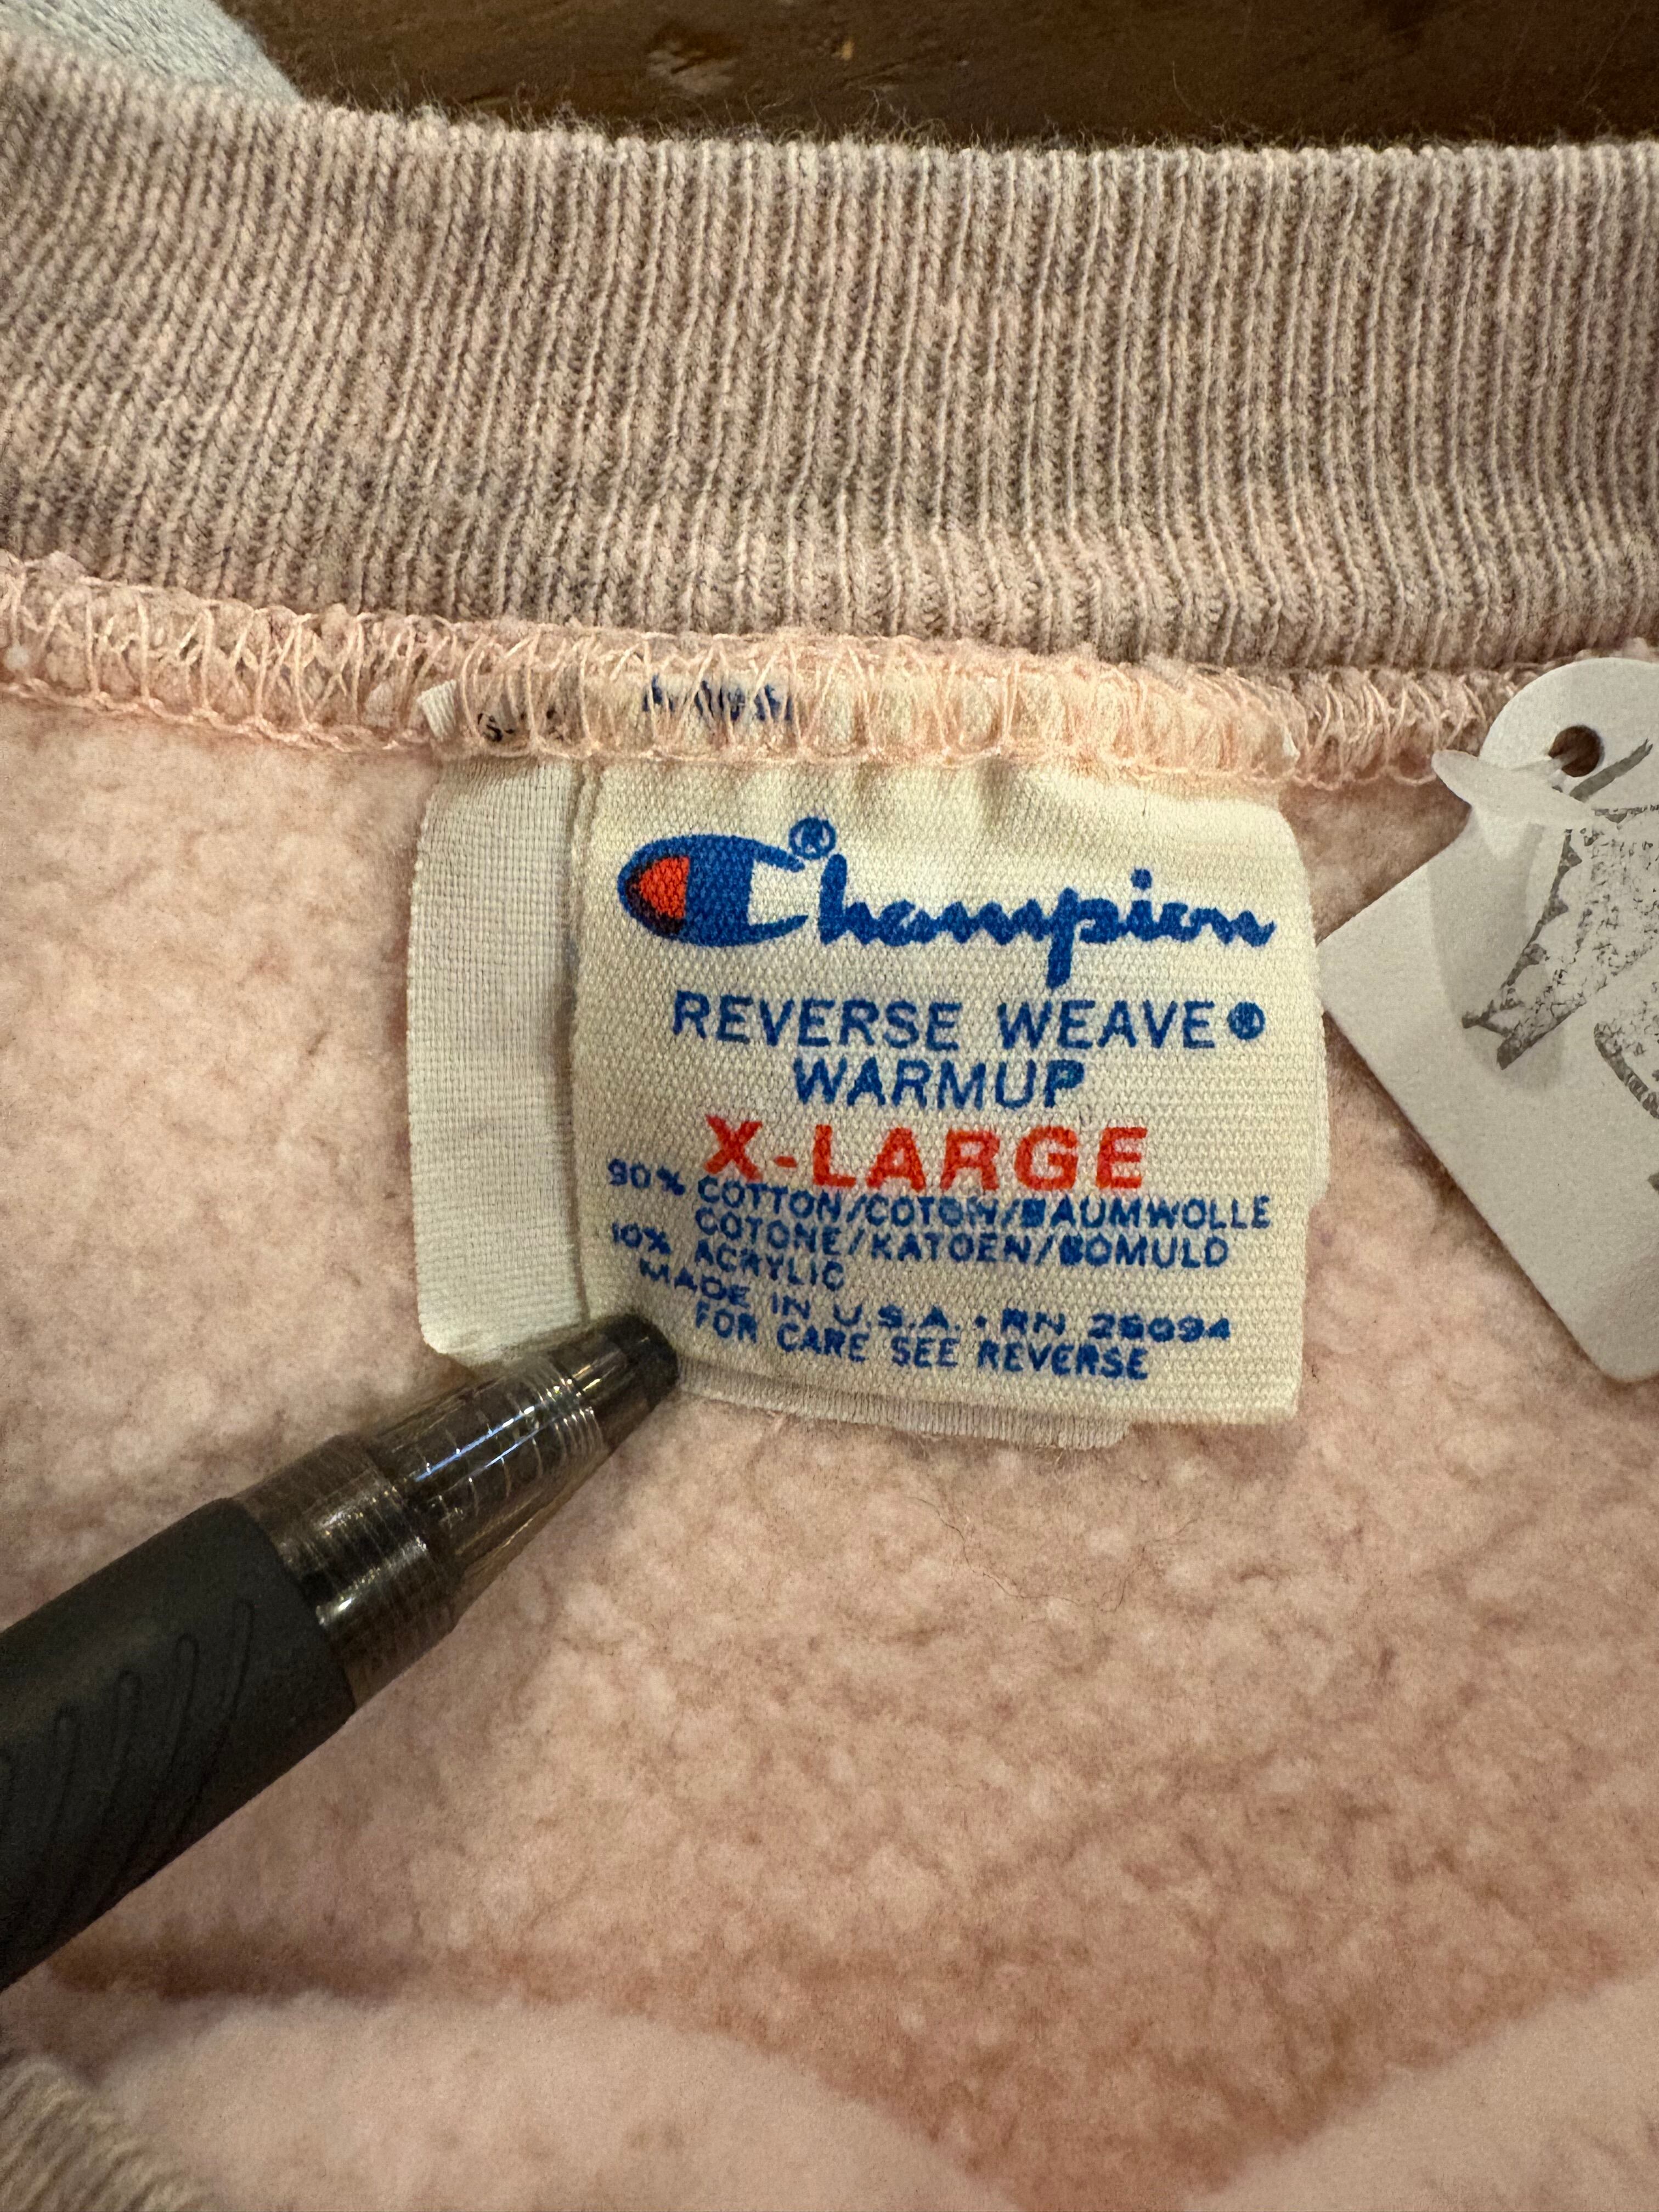 Champion®
REVERSE WEAVE®
WARMUP
X-LARGE
90% COTTON/COTON/BAUMWOLLE
COTONE/KATOEN/BOMULD
10% ACRYLIC
MADE IN U.S.A. • RN 26094
FOR CARE SEE REVERSE